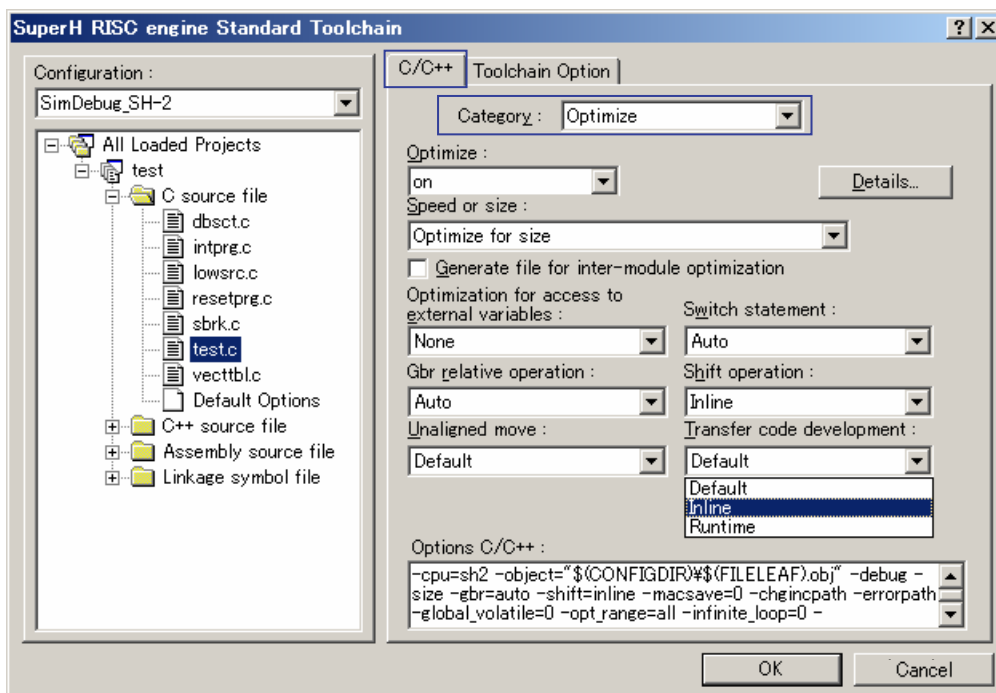 SuperH RISC engine Standard Toolchain
Configuration :
SimDebug_SH-2
All Loaded Projects
test
C source file
dbsct.c
intprg.c
lowsrc.c
resetprg.c
sbrk.c
test.c
vecttbl.c
Default Options
C++ source file
Assembly source file
Linkage symbol file
C/C++
Toolchain Option
Category :
Optimize
Optimize :
on
Details...
Speed or size :
Optimize for size
Generate file for inter-module optimization
Optimization for access to
external variables :
None
Switch statement :
Auto
Gbr relative operation :
Auto
Shift operation :
Inline
Unaligned move :
Default
Transfer code development :
Default
Default
Inline
Runtime
Options C/C++ :
-cpu=sh2 -object="$(CONFIGDIR)¥$(FILELEAF).obj" -debug -
size -gbr=auto -shift=inline -macsave=0 -chgincpath -errorpath
-global_volatile=0 -opt_range=all -infinite_loop=0 -
OK
Cancel